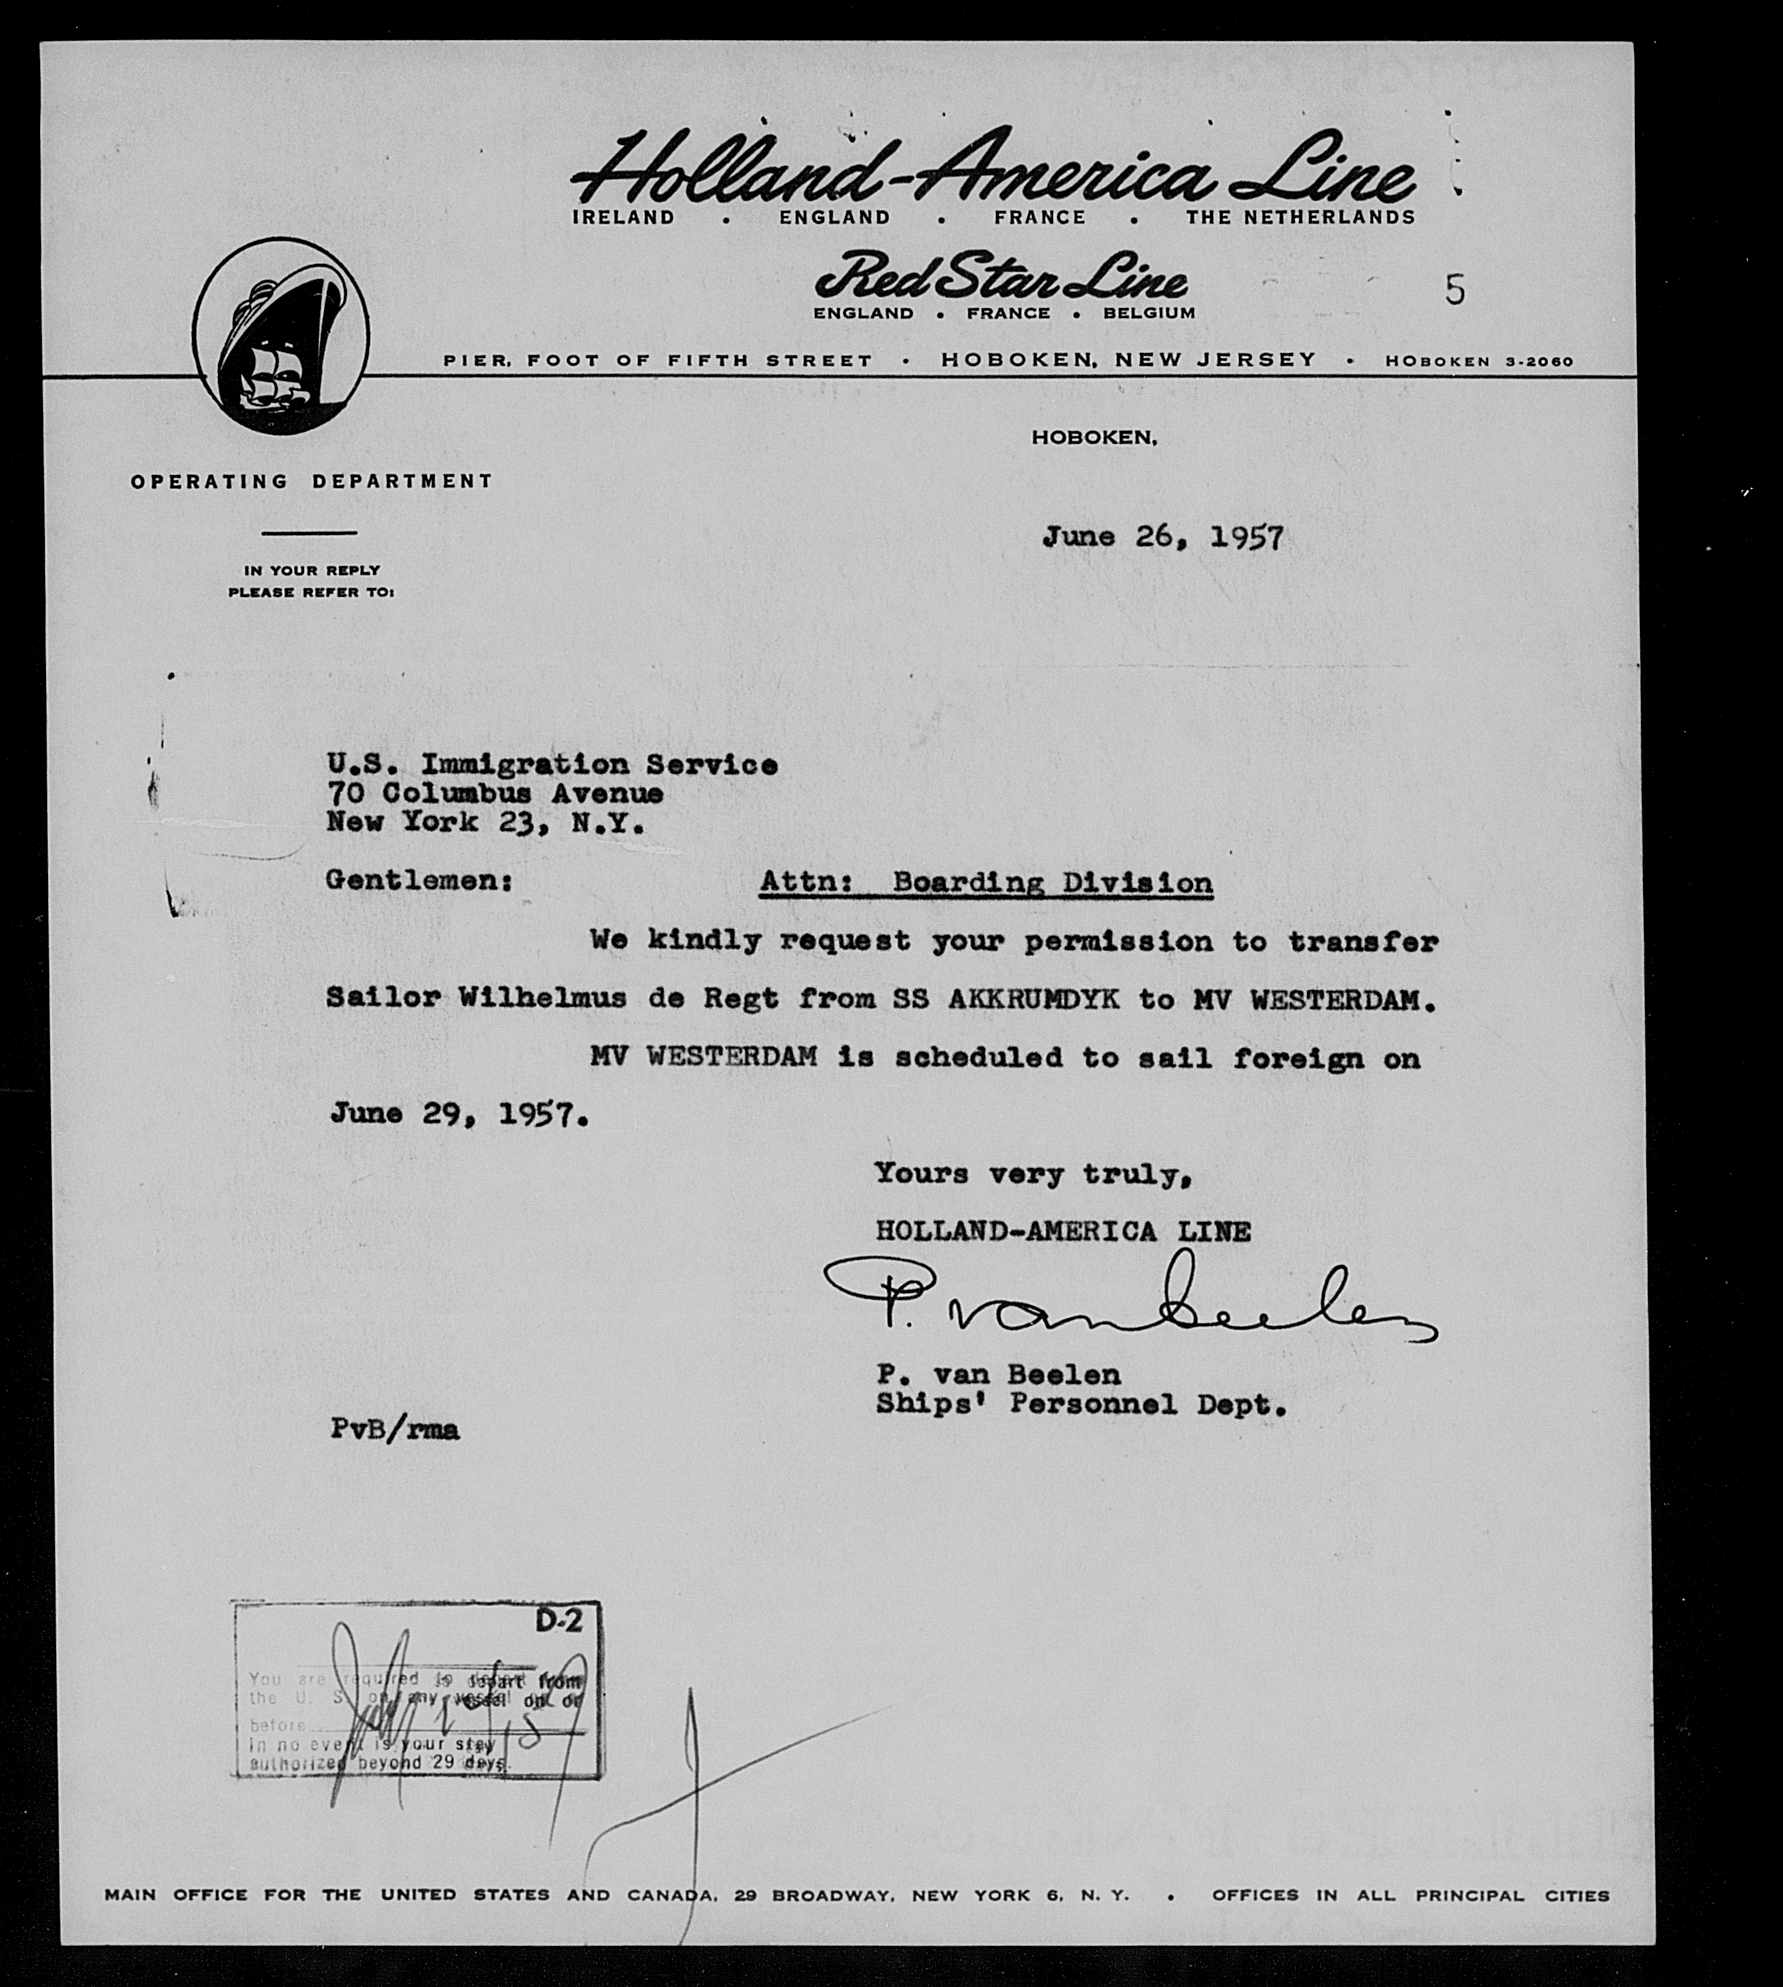 Holland-America Line
IRELAND • ENGLAND • FRANCE • THE NETHERLANDS
Red Star Line
ENGLAND • FRANCE • BELGIUM
5
PIER, FOOT OF FIFTH STREET • HOBOKEN, NEW JERSEY • HOBOKEN 3-2060
HOBOKEN,
OPERATING DEPARTMENT
June 26, 1957
IN YOUR REPLY
PLEASE REFER TO:
U.S. Immigration Service
70 Columbus Avenue
New York 23, N.Y.
Gentlemen: Attn: Boarding Division
We kindly request your permission to transfer
Sailor Wilhelmus de Regt from SS AKKRUMDYK to MV WESTERDAM.
MV WESTERDAM is scheduled to sail foreign on
June 29, 1957.
Yours very truly,
HOLLAND-AMERICA LINE
P. van Beelen
P. van Beelen
Ships' Personnel Dept.
PvB/rma
D-2
You are required to depart from
the U. S. on any vessel on or
before
In no event is your stay
authorized beyond 29 days.
MAIN OFFICE FOR THE UNITED STATES AND CANADA, 29 BROADWAY, NEW YORK 6, N. Y. • OFFICES IN ALL PRINCIPAL CITIES